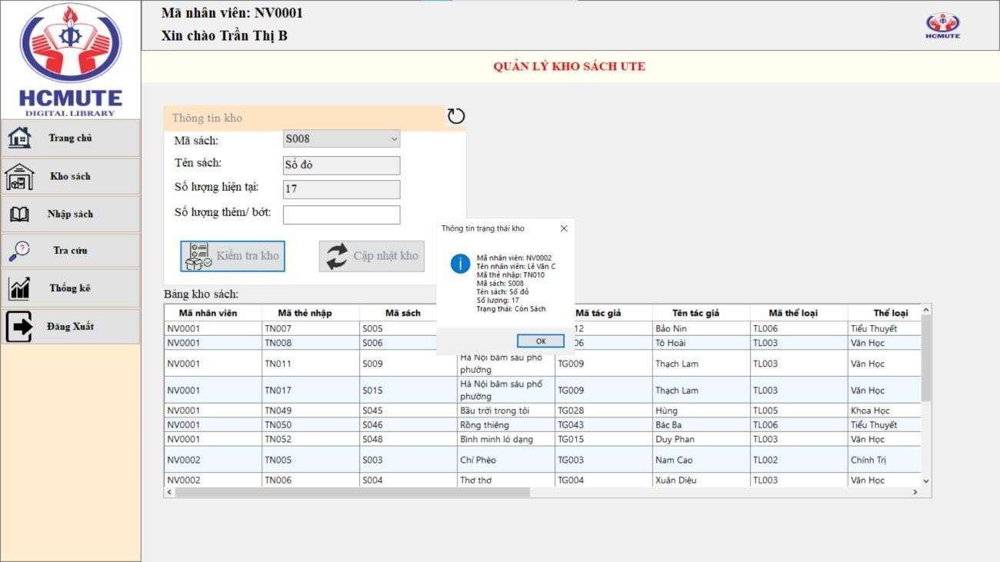 Mã nhân viên: NV0001
Xin chào Trần Thị B
HCMUTE
HCMUTE
DIGITAL LIBRARY
QUẢN LÝ KHO SÁCH UTE
Trang chủ
Kho sách
Nhập sách
Tra cứu
Thống kê
Đăng Xuất
Thông tin kho
Mã sách: S008
Tên sách: Số đỏ
Số lượng hiện tại: 17
Số lượng thêm/ bớt:
Kiểm tra kho Cập nhật kho
Thông tin trạng thái kho
Mã nhân viên: NV0002
Tên nhân viên: Lê Văn C
Mã thẻ nhập: TN010
Mã sách: S008
Tên sách: Số đỏ
Số lượng: 17
Trạng thái: Còn Sách
OK
Bảng kho sách:
Mã nhân viên Mã thẻ nhập Mã sách Mã tác giả Tên tác giả Mã thể loại Thể loại
NV0001 TN007 S005 12 Bảo Nin TL006 Tiểu Thuyết
NV0001 TN008 S006 06 Tô Hoài TL003 Văn Học
NV0001 TN011 S009 Hà Nội băm sáu phố phường TG009 Thạch Lam TL003 Văn Học
NV0001 TN017 S015 Hà Nội băm sáu phố phường TG009 Thạch Lam TL003 Văn Học
NV0001 TN049 S045 Bầu trời trong tôi TG028 Hùng TL005 Khoa Học
NV0001 TN050 S046 Rồng thiêng TG043 Bác Ba TL006 Tiểu Thuyết
NV0001 TN052 S048 Bình minh ló dạng TG015 Duy Phan TL003 Văn Học
NV0002 TN005 S003 Chí Phèo TG003 Nam Cao TL002 Chính Trị
NV0002 TN006 S004 Thơ thơ TG004 Xuân Diệu TL003 Văn Học